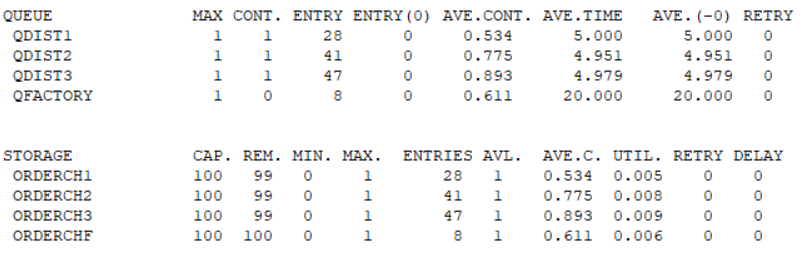 QUEUE MAX CONT. ENTRY ENTRY(0) AVE.CONT. AVE.TIME AVE.(-0) RETRY
QDIST1 1 1 28 0 0.534 5.000 5.000 0
QDIST2 1 1 41 0 0.775 4.951 4.951 0
QDIST3 1 1 47 0 0.893 4.979 4.979 0
QFACTORY 1 0 8 0 0.611 20.000 20.000 0
STORAGE CAP. REM. MIN. MAX. ENTRIES AVL. AVE.C. UTIL. RETRY DELAY
ORDERCH1 100 99 0 1 28 1 0.534 0.005 0 0
ORDERCH2 100 99 0 1 41 1 0.775 0.008 0 0
ORDERCH3 100 99 0 1 47 1 0.893 0.009 0 0
ORDERCHF 100 100 0 1 8 1 0.611 0.006 0 0